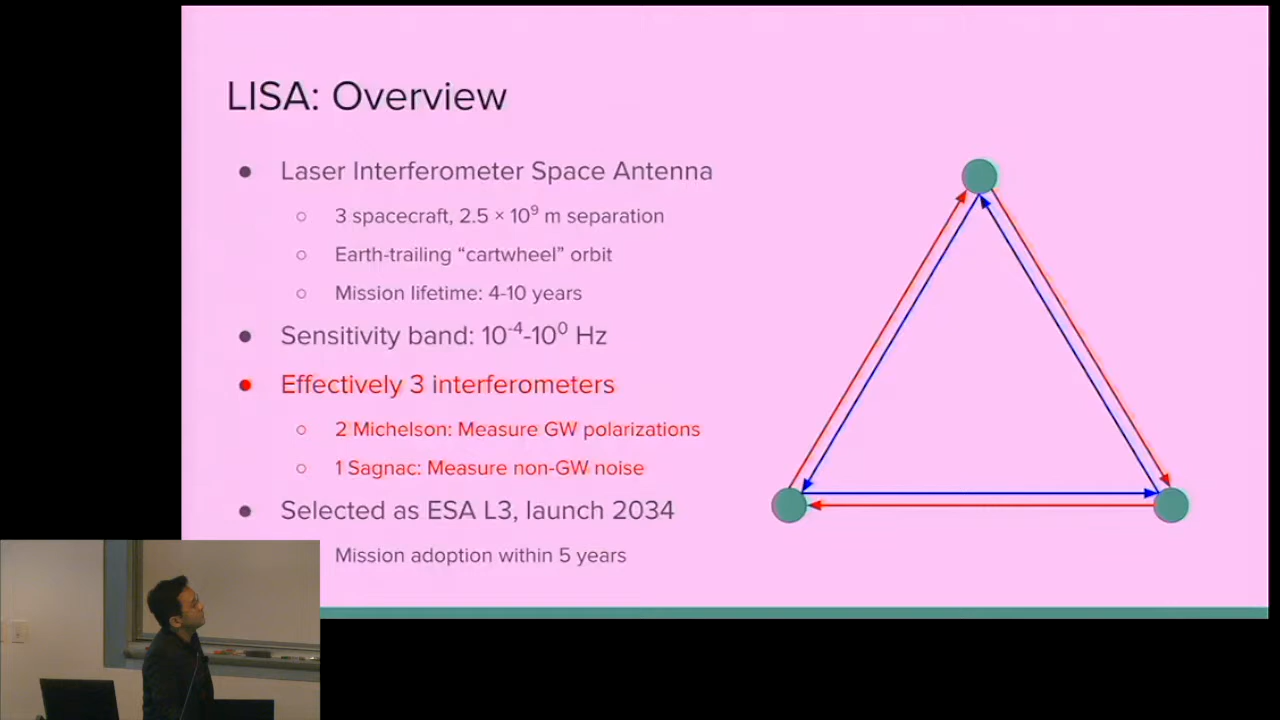 LISA: Overview
● Laser Interferometer Space Antenna
○ 3 spacecraft, 2.5 × 10⁹ m separation
○ Earth-trailing “cartwheel” orbit
○ Mission lifetime: 4-10 years
● Sensitivity band: 10⁻⁴-10⁰ Hz
● Effectively 3 interferometers
○ 2 Michelson: Measure GW polarizations
○ 1 Sagnac: Measure non-GW noise
● Selected as ESA L3, launch 2034
Mission adoption within 5 years